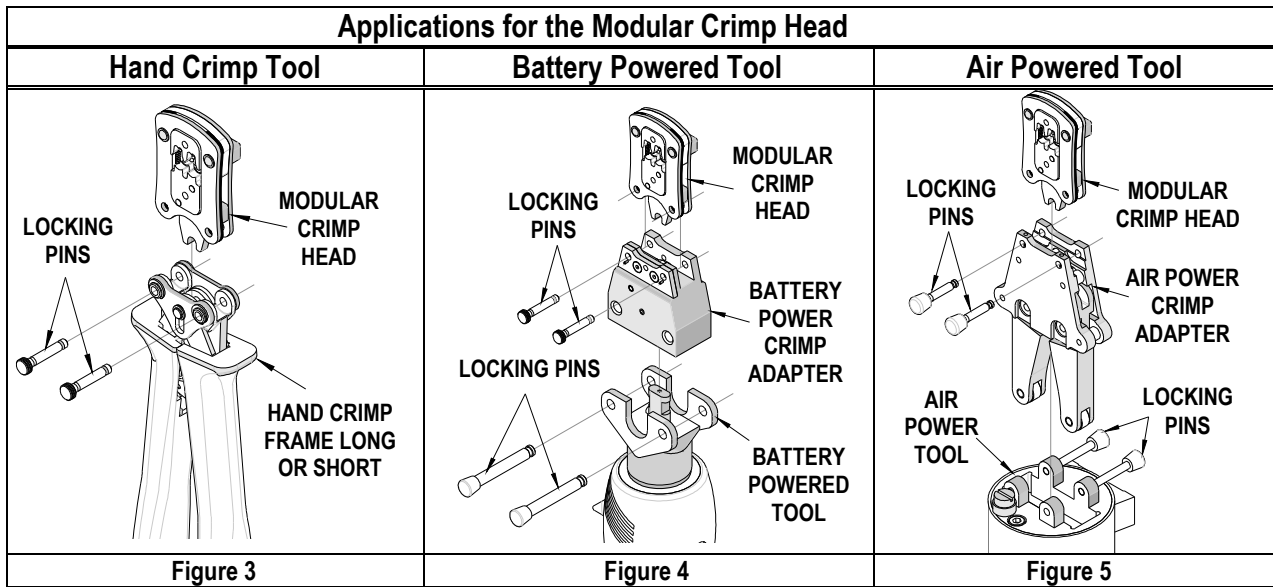 Applications for the Modular Crimp Head
Hand Crimp Tool
Battery Powered Tool
Air Powered Tool
LOCKING
PINS
MODULAR
CRIMP
HEAD
HAND CRIMP
FRAME LONG
OR SHORT
LOCKING
PINS
MODULAR
CRIMP
HEAD
BATTERY
POWER
CRIMP
ADAPTER
LOCKING PINS
BATTERY
POWERED
TOOL
LOCKING
PINS
MODULAR
CRIMP HEAD
AIR POWER
CRIMP
ADAPTER
AIR
POWER
TOOL
LOCKING
PINS
Figure 3
Figure 4
Figure 5